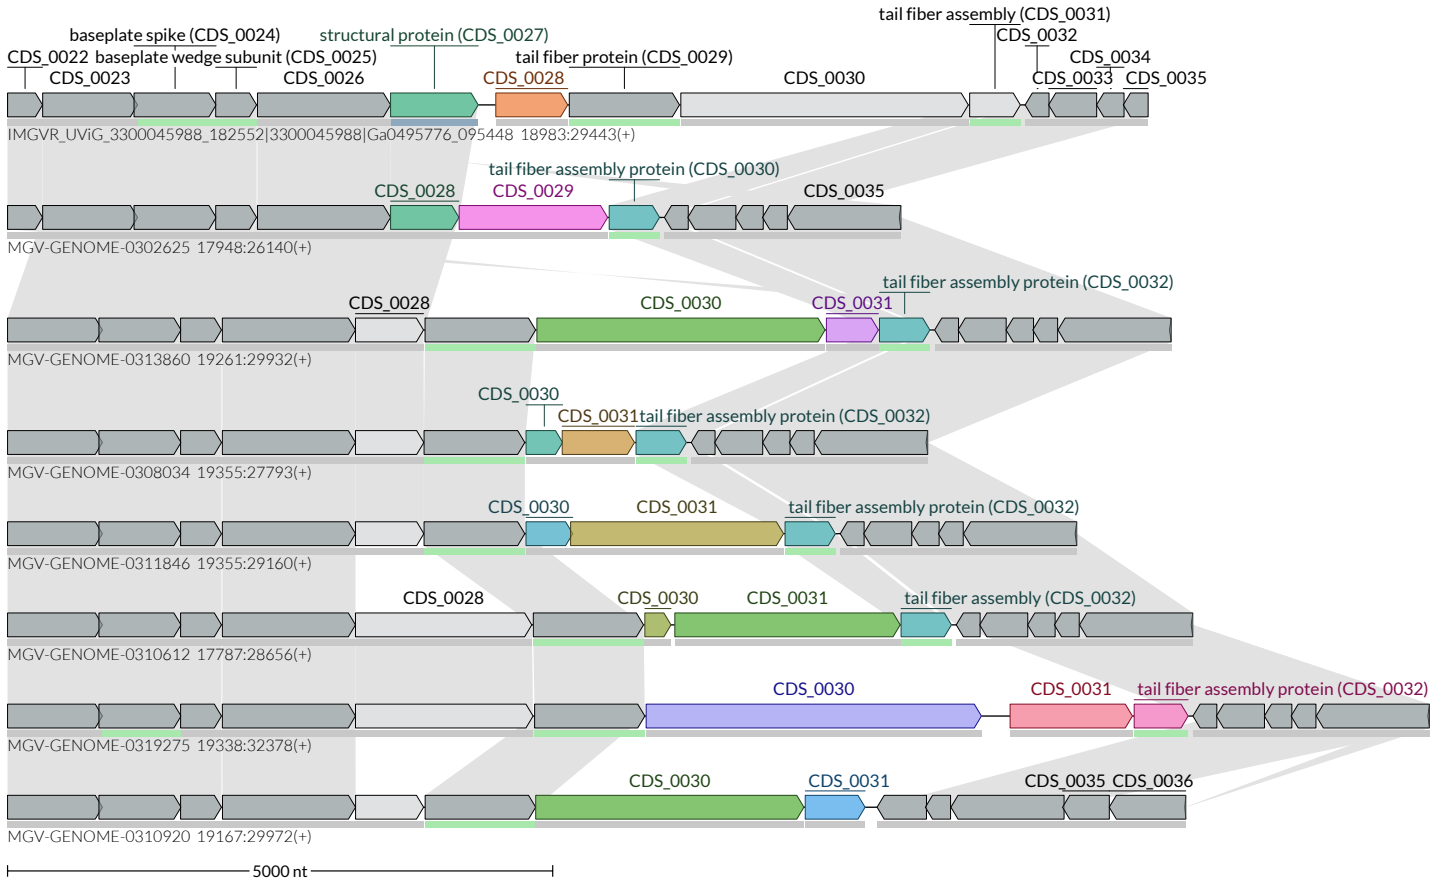 tail fiber assembly (CDS_0031)
baseplate spike (CDS_0024) structural protein (CDS_0027) CDS_0032
CDS_0022 baseplate wedge subunit (CDS_0025) tail fiber protein (CDS_0029) CDS_0034
CDS_0023 CDS_0026 CDS_0028 CDS_0030 CDS_0033 CDS_0035
IMGVR_UViG_3300045988_182552|3300045988|Ga0495776_095448 18983:29443(+)
tail fiber assembly protein (CDS_0030)
CDS_0028 CDS_0029 CDS_0035
MGV-GENOME-0302625 17948:26140(+)
tail fiber assembly protein (CDS_0032)
CDS_0028 CDS_0030 CDS_0031
MGV-GENOME-0313860 19261:29932(+)
CDS_0030
CDS_0031 tail fiber assembly protein (CDS_0032)
MGV-GENOME-0308034 19355:27793(+)
CDS_0030 CDS_0031 tail fiber assembly protein (CDS_0032)
MGV-GENOME-0311846 19355:29160(+)
CDS_0028 CDS_0030 CDS_0031 tail fiber assembly (CDS_0032)
MGV-GENOME-0310612 17787:28656(+)
CDS_0030 CDS_0031 tail fiber assembly protein (CDS_0032)
MGV-GENOME-0319275 19338:32378(+)
CDS_0030 CDS_0031 CDS_0035 CDS_0036
MGV-GENOME-0310920 19167:29972(+)
5000 nt